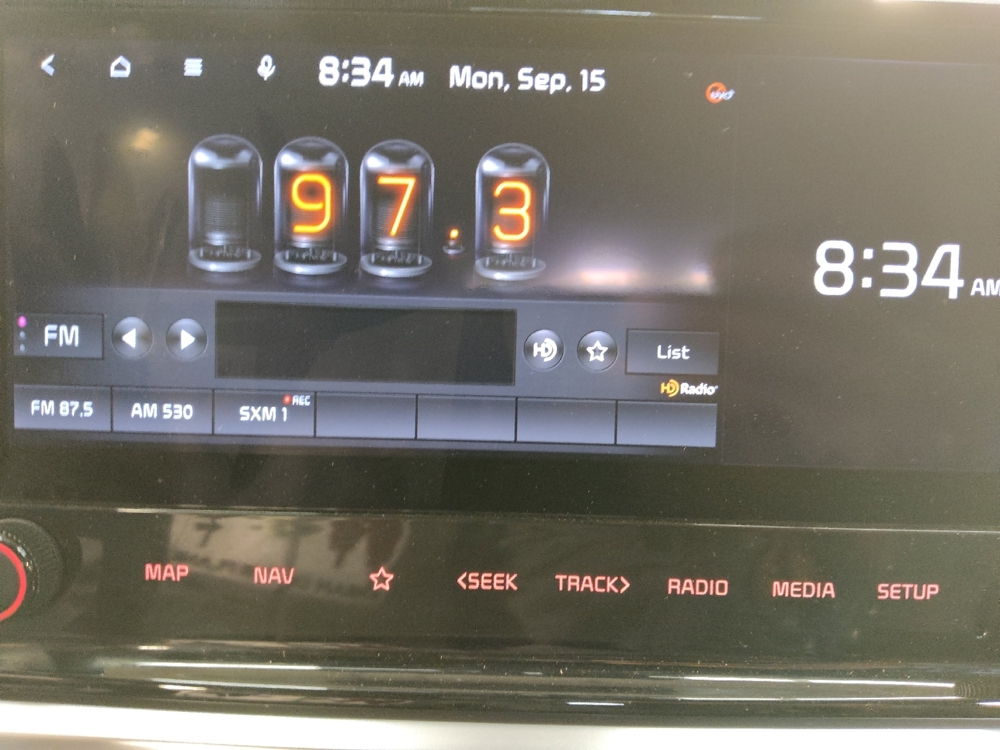 8:34 AM Mon, Sep, 15
97.3
8:34 AM
FM
HD
List
HD Radio
FM 87.5
AM 530
SXM 1
REC
MAP
NAV
<SEEK
TRACK>
RADIO
MEDIA
SETUP